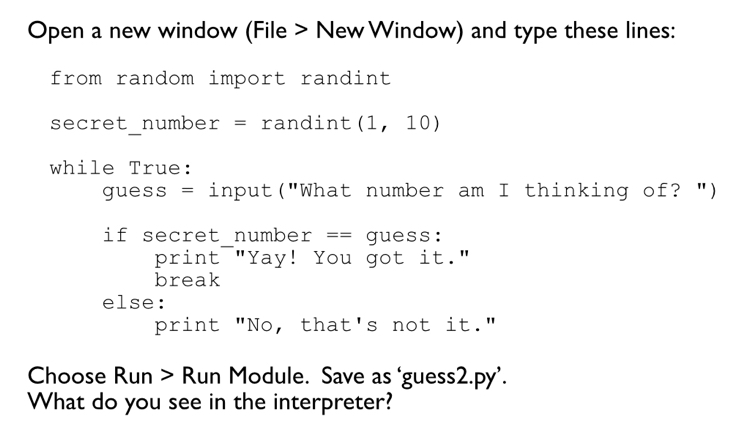 Open a new window (File > New Window) and type these lines:
from random import randint
secret_number = randint(1, 10)
while True:
    guess = input("What number am I thinking of? ")
    if secret_number == guess:
        print "Yay! You got it."
        break
    else:
        print "No, that's not it."
Choose Run > Run Module. Save as ‘guess2.py’.
What do you see in the interpreter?